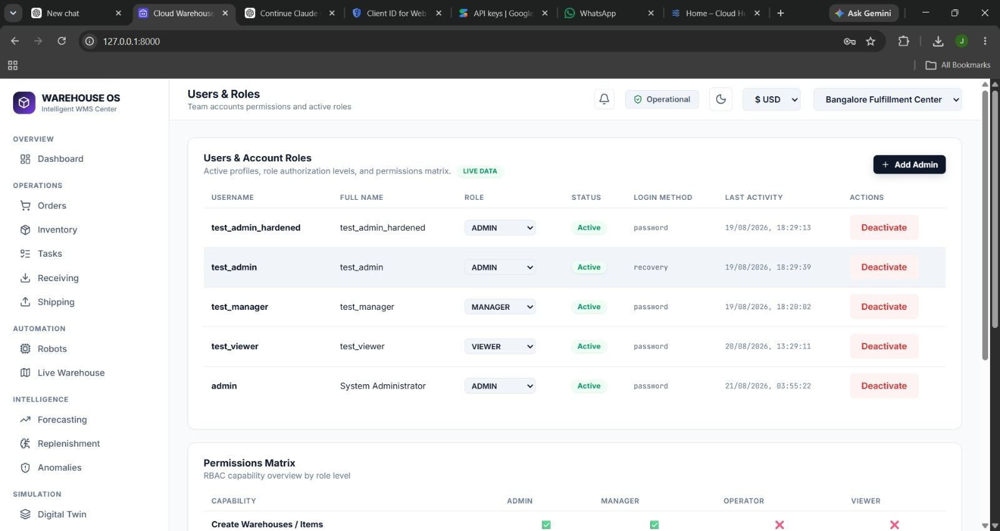 New chat
Cloud Warehouse
Continue Claude
Client ID for Web
API keys | Google
WhatsApp
Home – Cloud Hu
Ask Gemini
127.0.0.1:8000
J
All Bookmarks
WAREHOUSE OS
Intelligent WMS Center
OVERVIEW
Dashboard
OPERATIONS
Orders
Inventory
Tasks
Receiving
Shipping
AUTOMATION
Robots
Live Warehouse
INTELLIGENCE
Forecasting
Replenishment
Anomalies
SIMULATION
Digital Twin
Users & Roles
Team accounts permissions and active roles
Operational
$ USD
Bangalore Fulfillment Center
Users & Account Roles
Active profiles, role authorization levels, and permissions matrix. LIVE DATA
+ Add Admin
USERNAME FULL NAME ROLE STATUS LOGIN METHOD LAST ACTIVITY ACTIONS
test_admin_hardened test_admin_hardened ADMIN Active password 19/08/2026, 18:29:13 Deactivate
test_admin test_admin ADMIN Active recovery 19/08/2026, 18:29:39 Deactivate
test_manager test_manager MANAGER Active password 19/08/2026, 18:20:02 Deactivate
test_viewer test_viewer VIEWER Active password 20/08/2026, 13:29:11 Deactivate
admin System Administrator ADMIN Active password 21/08/2026, 03:55:22 Deactivate
Permissions Matrix
RBAC capability overview by role level
CAPABILITY ADMIN MANAGER OPERATOR VIEWER
Create Warehouses / Items